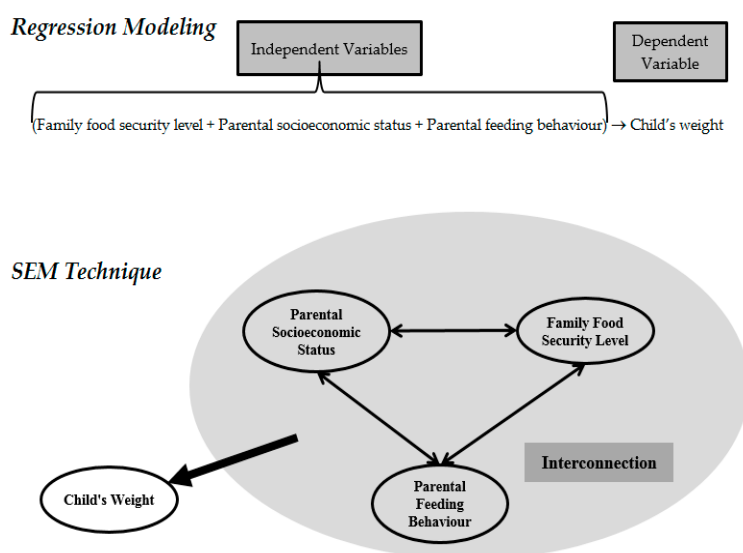 Regression Modeling
Independent Variables
Dependent
Variable
(Family food security level + Parental socioeconomic status + Parental feeding behaviour) → Child's weight
SEM Technique
Parental
Socioeconomic
Status
Family Food
Security Level
Interconnection
Child's Weight
Parental
Feeding
Behaviour